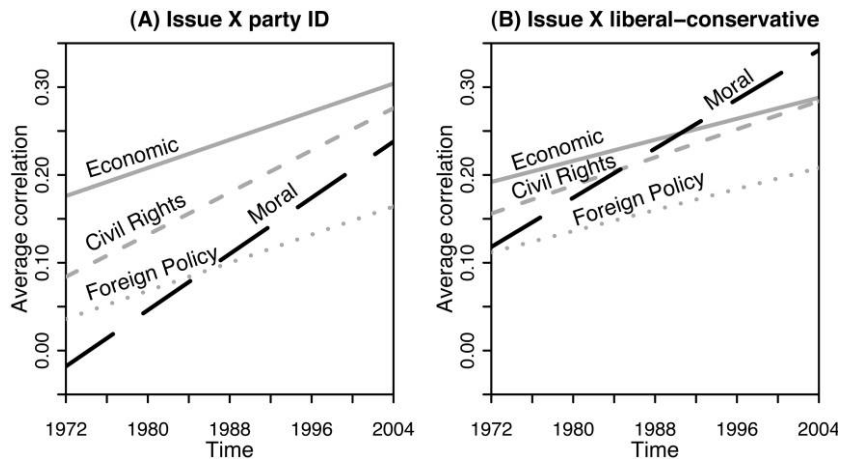 (A) Issue X party ID
Average correlation
0.30
0.20
0.10
0.00
Economic
Civil Rights
Moral
Foreign Policy
1972 1980 1988 1996 2004
Time
(B) Issue X liberal–conservative
Average correlation
0.30
0.20
0.10
0.00
Moral
Economic
Civil Rights
Foreign Policy
1972 1980 1988 1996 2004
Time